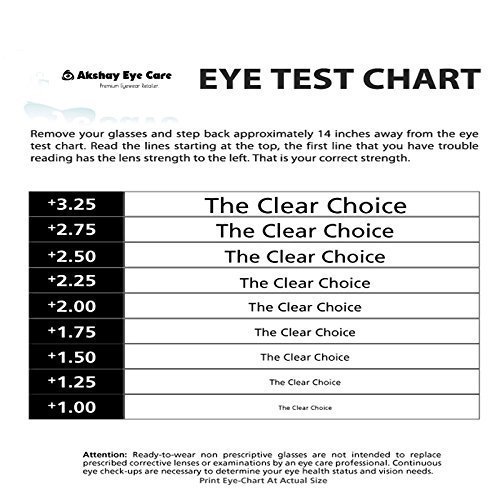 Akshay Eye Care
Premium Eyewear Retailer
EYE TEST CHART
Remove your glasses and step back approximately 14 inches away from the eye
test chart. Read the lines starting at the top, the first line that you have trouble
reading has the lens strength to the left. That is your correct strength.
+3.25 The Clear Choice
+2.75 The Clear Choice
+2.50 The Clear Choice
+2.25 The Clear Choice
+2.00 The Clear Choice
+1.75 The Clear Choice
+1.50 The Clear Choice
+1.25 The Clear Choice
+1.00 The Clear Choice
Attention: Ready-to-wear non prescriptive glasses are not intended to replace
prescribed corrective lenses or examinations by an eye care professional. Continuous
eye check-ups are necessary to determine your eye health status and vision needs.
Print Eye-Chart At Actual Size